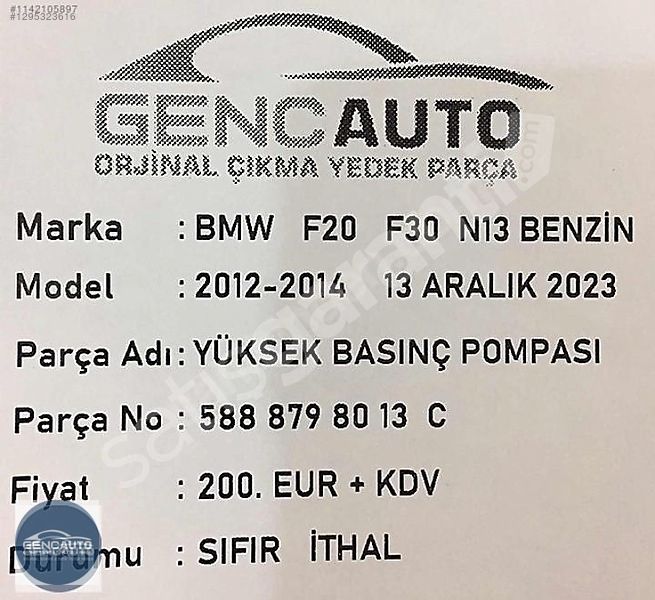 #1142105897
#1295323616
GENCAUTO
ORJİNAL ÇIKMA YEDEK PARÇA
Marka : BMW F20 F30 N13 BENZİN
Model : 2012-2014 13 ARALIK 2023
Parça Adı : YÜKSEK BASINÇ POMPASI
Parça No : 588 879 80 13 C
Fiyat : 200. EUR + KDV
Durumu : SIFIR İTHAL
GENCAUTO